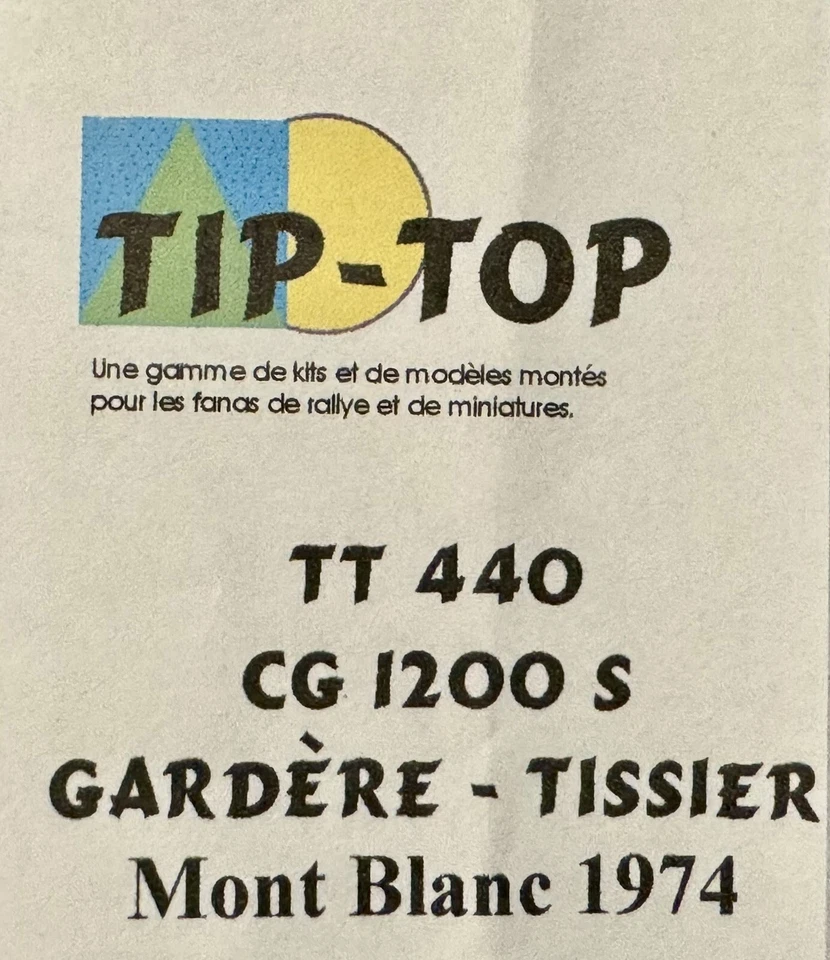 TIP-TOP
Une gamme de kits et de modèles montés
pour les fanas de rallye et de miniatures.
TT 440
CG 1200 S
GARDÈRE - TISSIER
Mont Blanc 1974